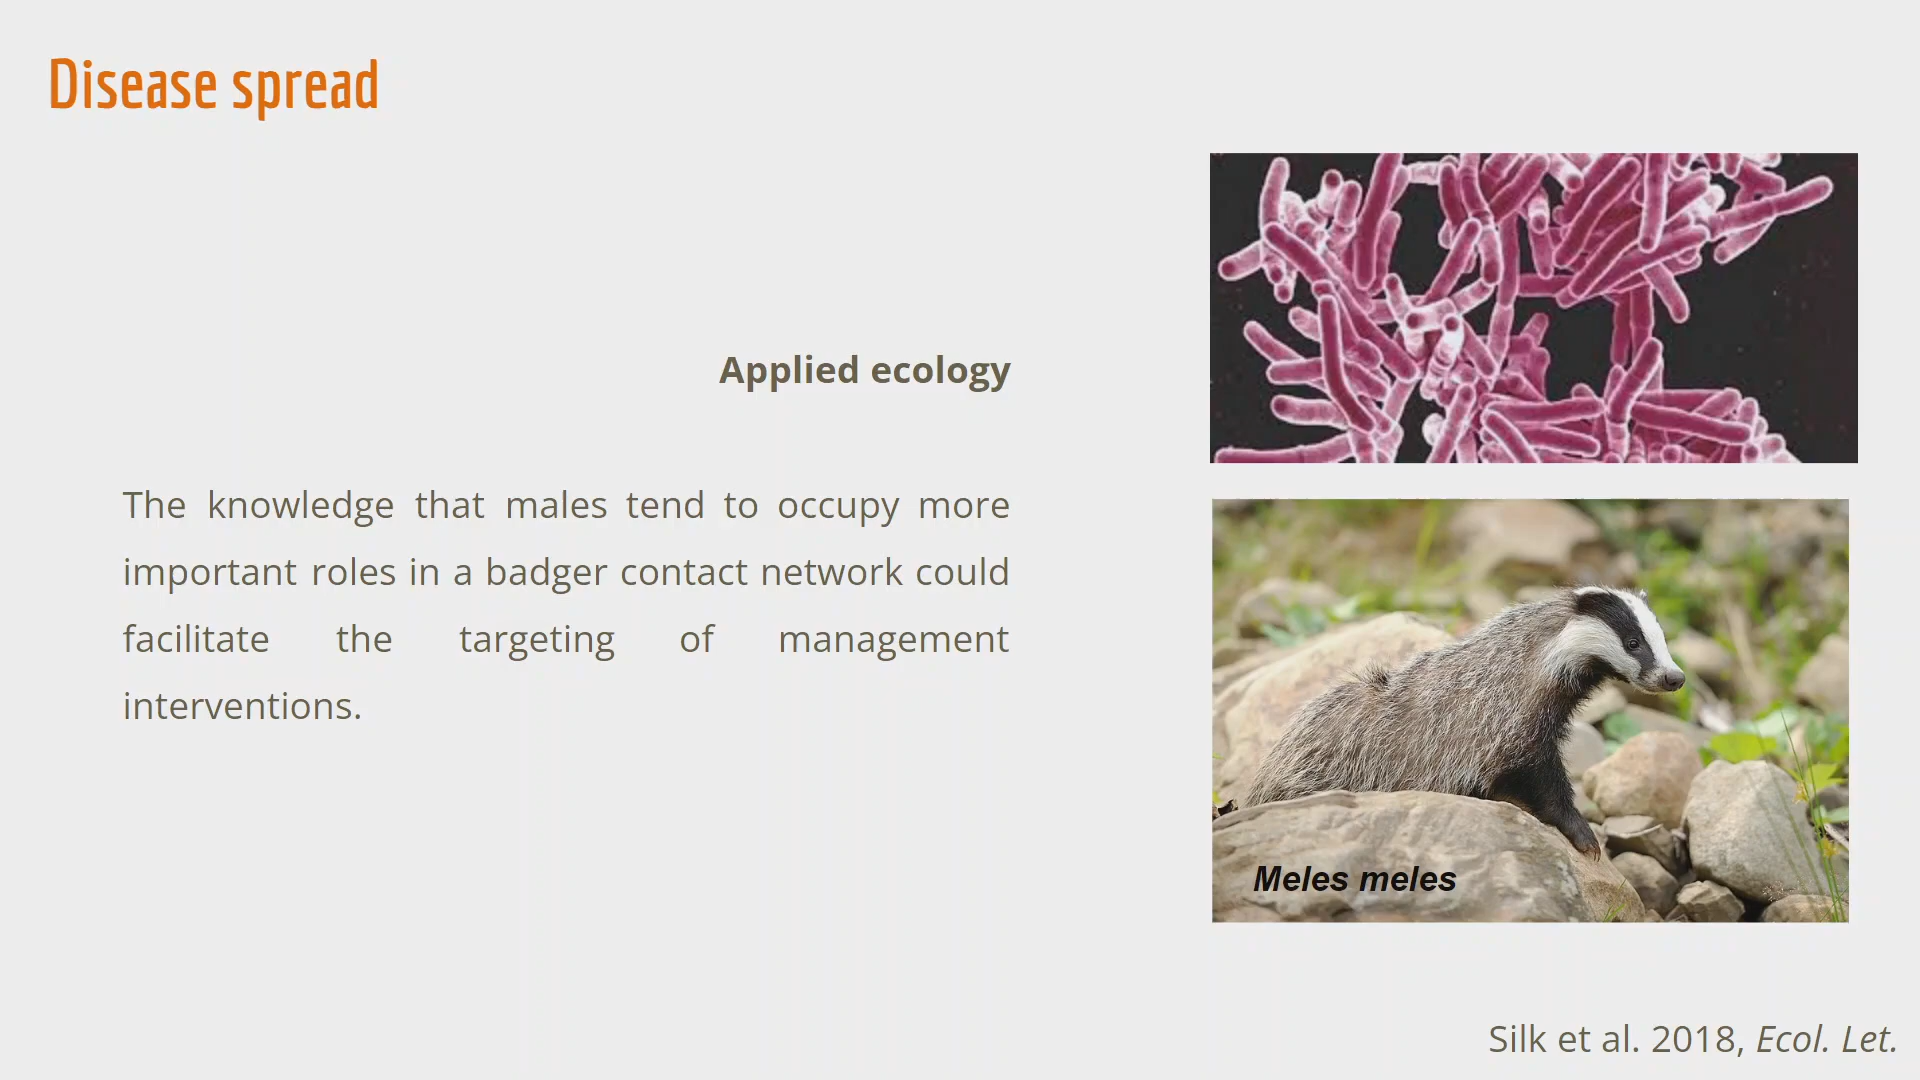 Disease spread
Applied ecology
The knowledge that males tend to occupy more
important roles in a badger contact network could
facilitate the targeting of management
interventions.
Meles meles
Silk et al. 2018, Ecol. Let.